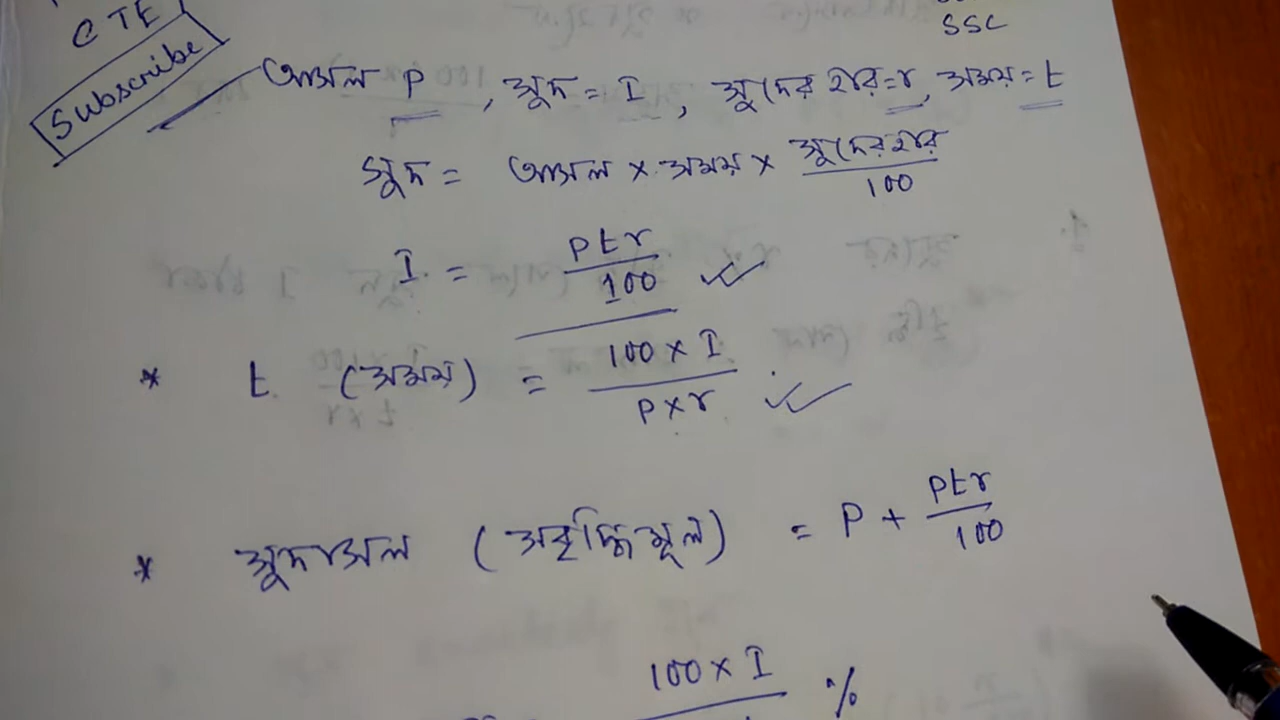 CTE
SSC
Subscribe
আসল P , সুদ = I , সুদের হার = r, সময় = t
সুদ = আসল × সময় × সুদের হার / 100
I = ptr / 100
* t (সময়) = 100 × I / p × r
* সুদাসল (সবৃদ্ধিমূল) = P + ptr / 100
100 × I %